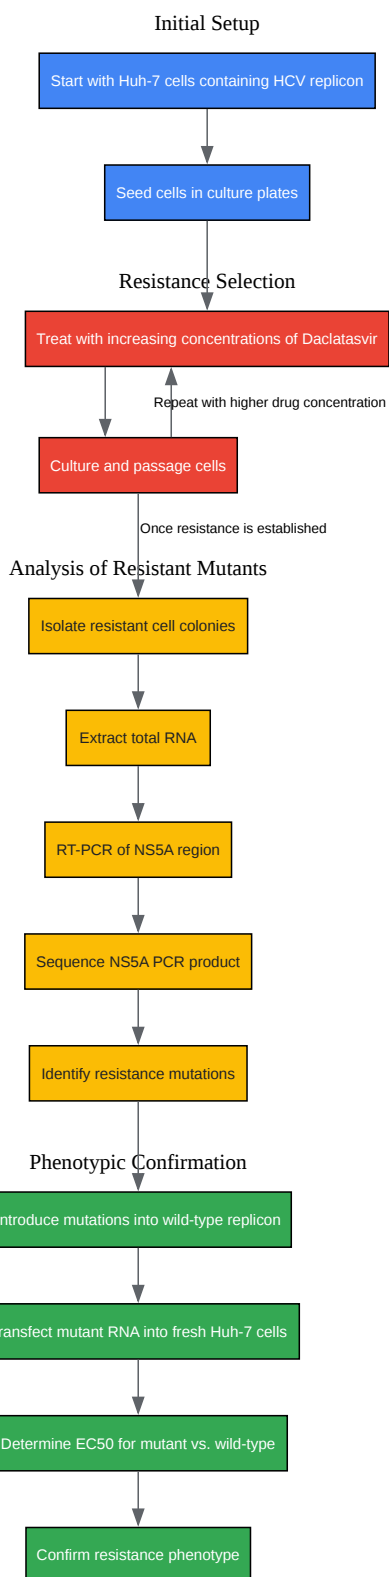 Initial Setup
Start with Huh-7 cells containing HCV replicon
Seed cells in culture plates
Resistance Selection
Treat with increasing concentrations of Daclatasvir
Repeat with higher drug concentration
Culture and passage cells
Once resistance is established
Analysis of Resistant Mutants
Isolate resistant cell colonies
Extract total RNA
RT-PCR of NS5A region
Sequence NS5A PCR product
Identify resistance mutations
Phenotypic Confirmation
ntroduce mutations into wild-type replicon
ransfect mutant RNA into fresh Huh-7 cells
Determine EC50 for mutant vs. wild-type
Confirm resistance phenotype